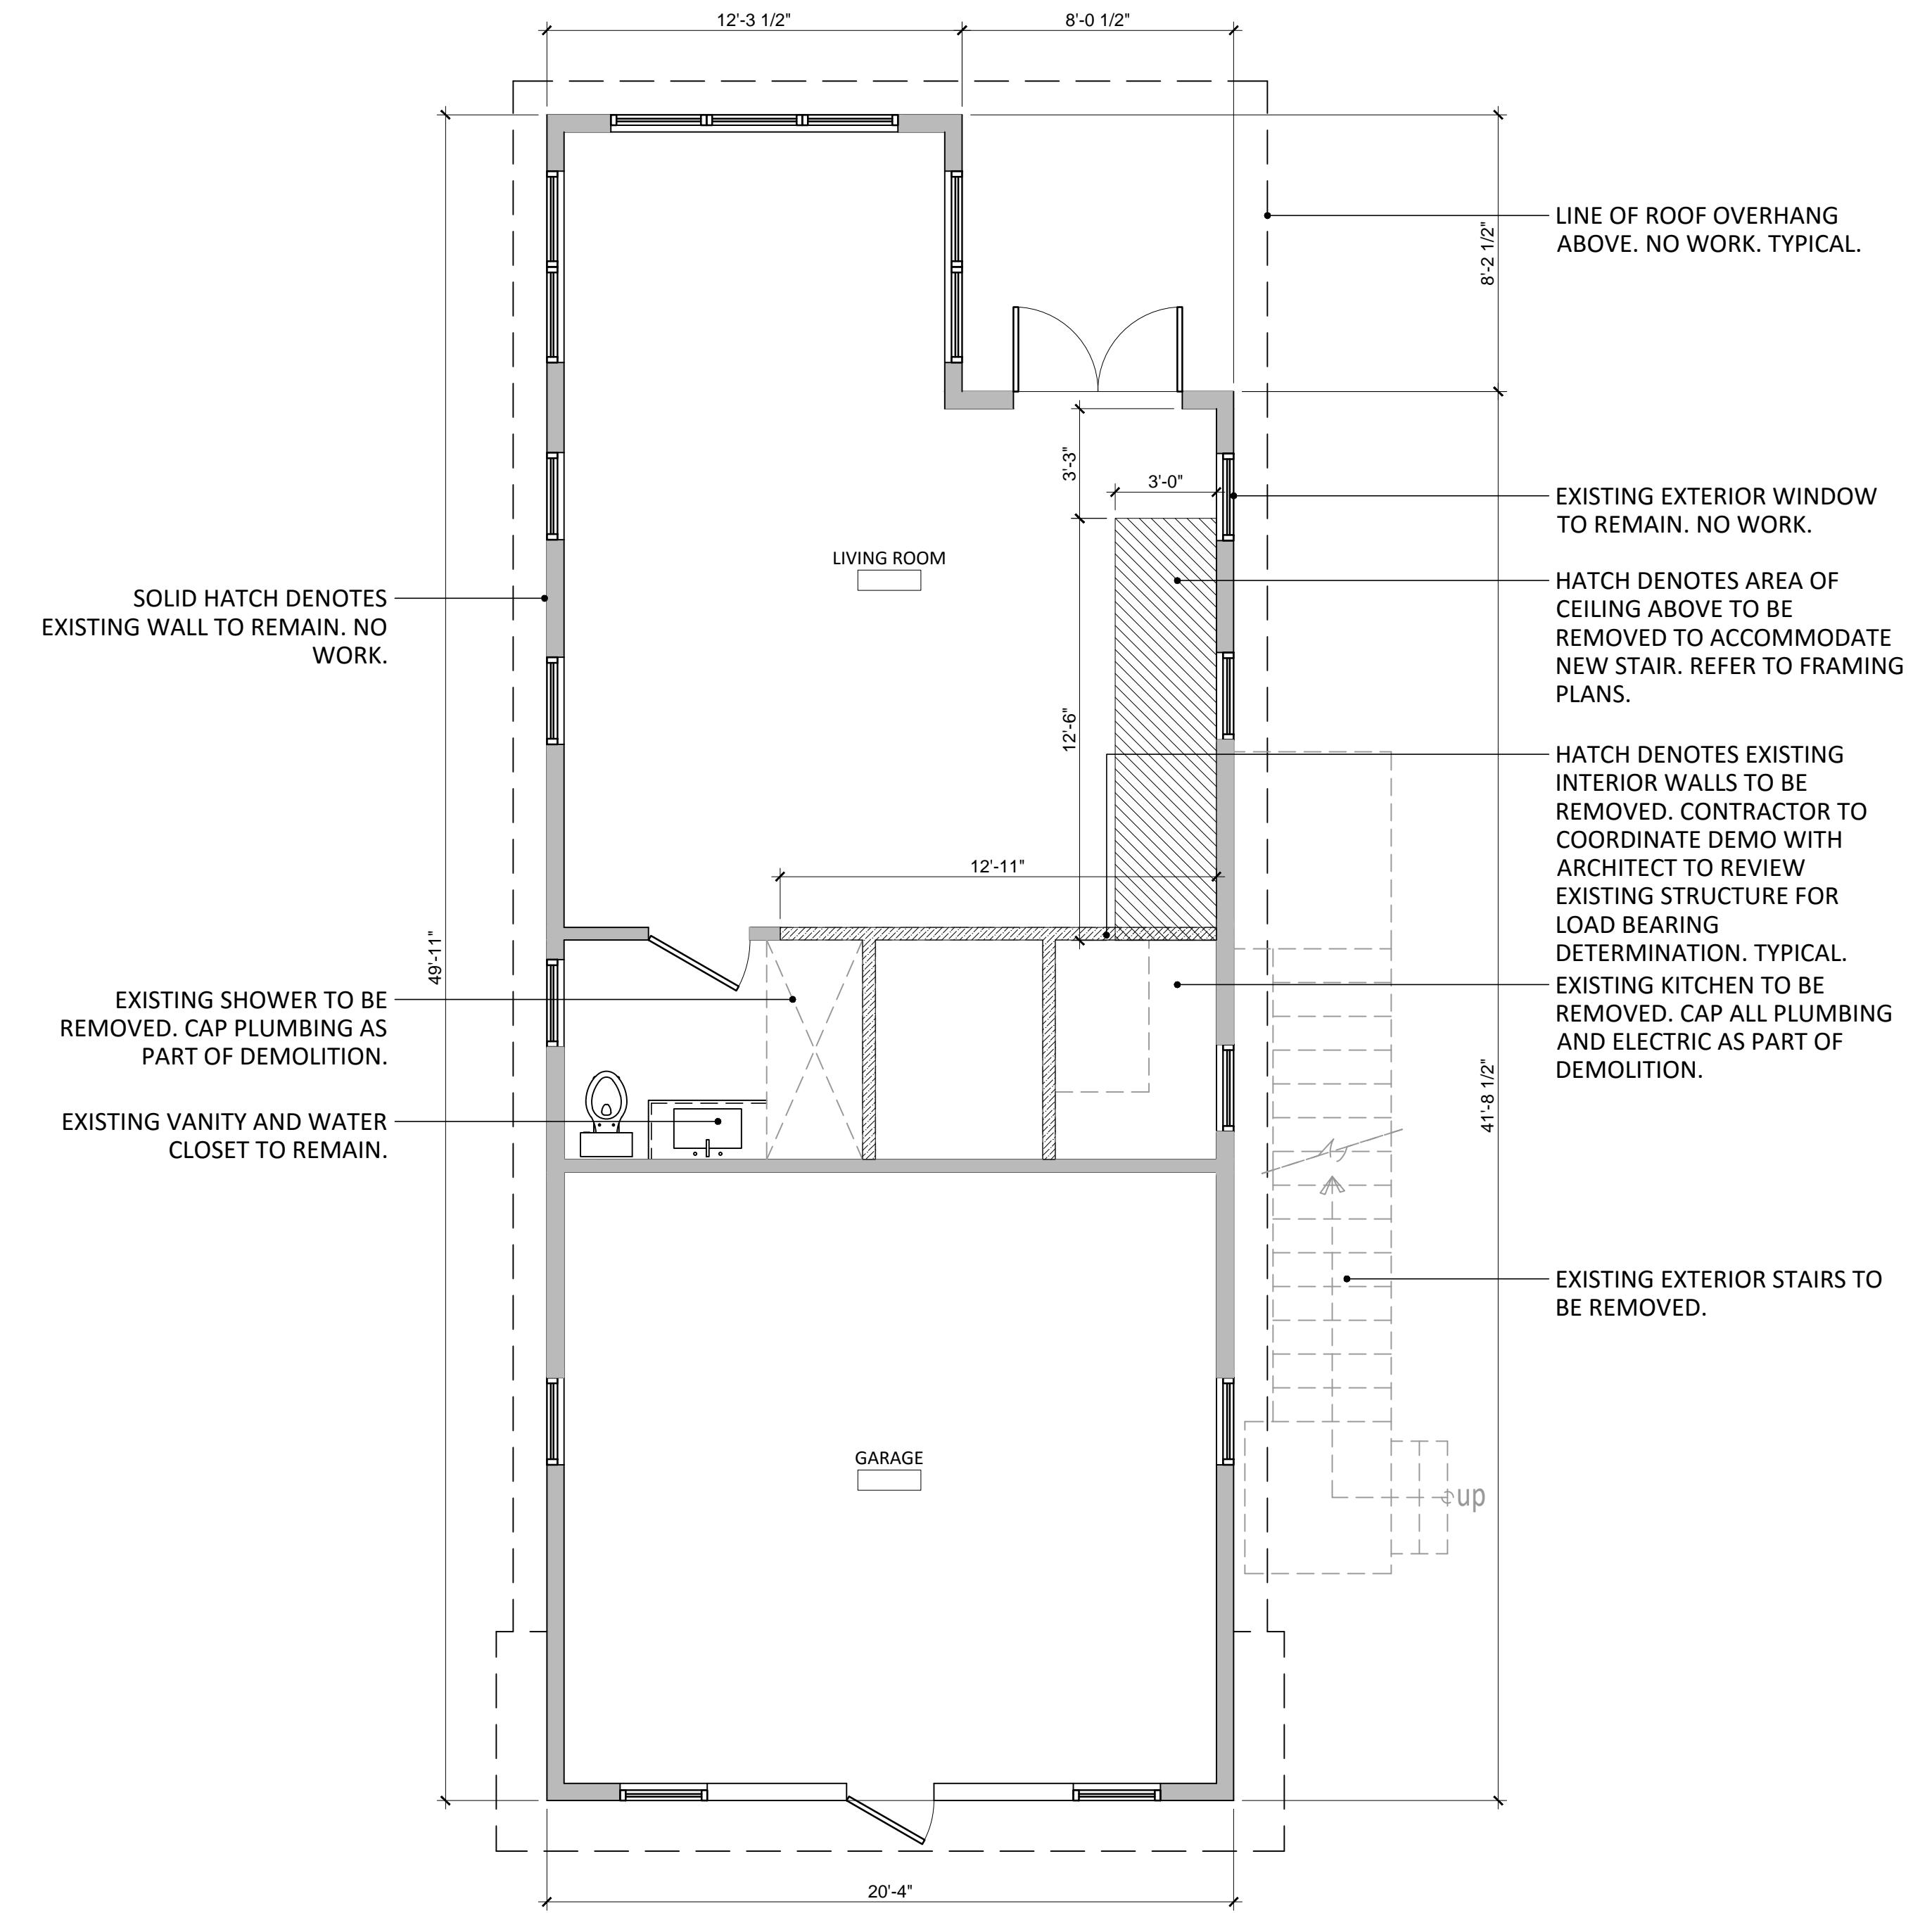 12'-3 1/2"
8'-0 1/2"
LINE OF ROOF OVERHANG
ABOVE. NO WORK. TYPICAL.
8'-2 1/2"
3'-3"
3'-0"
EXISTING EXTERIOR WINDOW
TO REMAIN. NO WORK.
LIVING ROOM
HATCH DENOTES AREA OF
CEILING ABOVE TO BE
REMOVED TO ACCOMMODATE
NEW STAIR. REFER TO FRAMING
PLANS.
SOLID HATCH DENOTES
EXISTING WALL TO REMAIN. NO
WORK.
12'-6"
HATCH DENOTES EXISTING
INTERIOR WALLS TO BE
REMOVED. CONTRACTOR TO
COORDINATE DEMO WITH
ARCHITECT TO REVIEW
EXISTING STRUCTURE FOR
LOAD BEARING
DETERMINATION. TYPICAL.
12'-11"
49'-11"
EXISTING SHOWER TO BE
REMOVED. CAP PLUMBING AS
PART OF DEMOLITION.
EXISTING KITCHEN TO BE
REMOVED. CAP ALL PLUMBING
AND ELECTRIC AS PART OF
DEMOLITION.
41'-8 1/2"
EXISTING VANITY AND WATER
CLOSET TO REMAIN.
EXISTING EXTERIOR STAIRS TO
BE REMOVED.
GARAGE
up
20'-4"